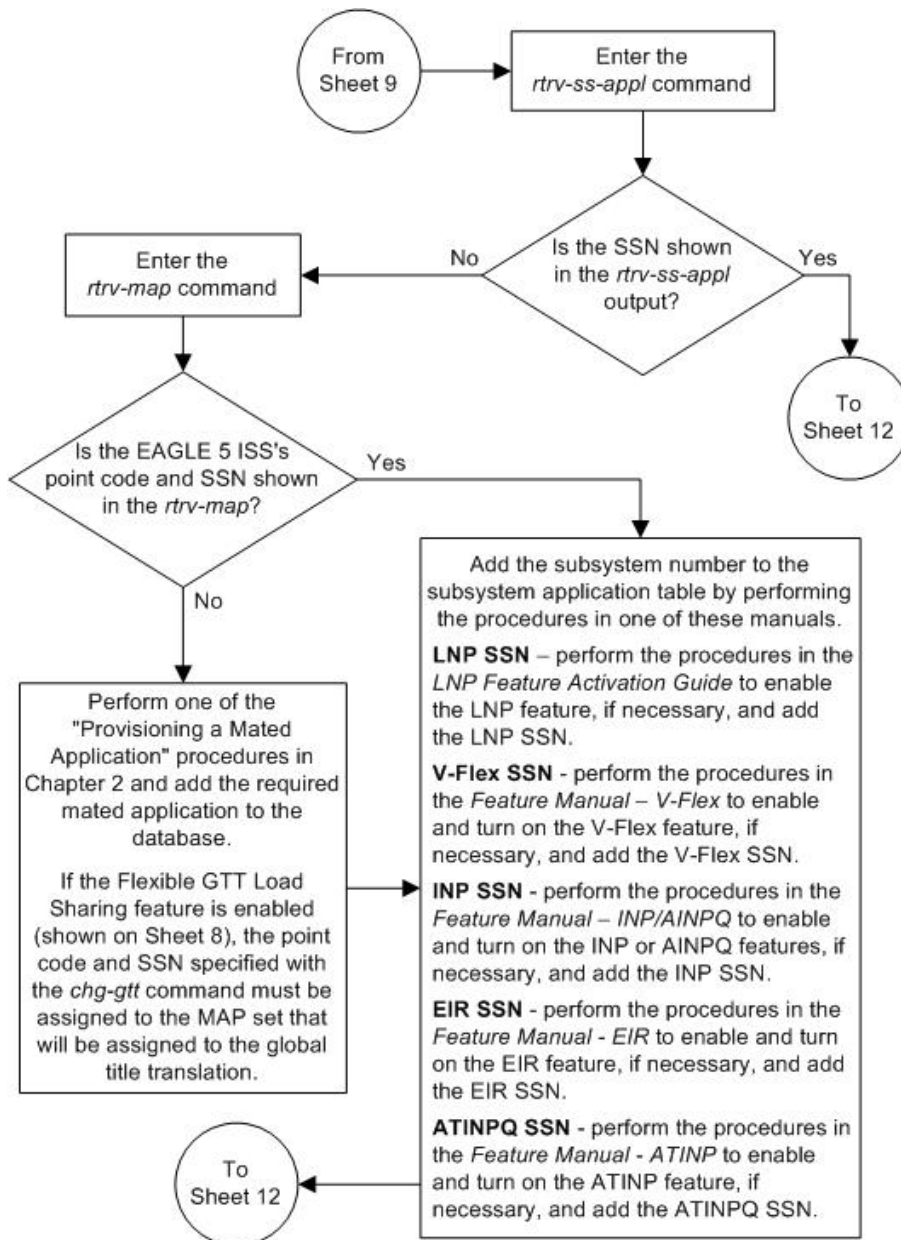 From
Sheet 9
Enter the
rtrv-ss-appl command
Is the SSN shown
in the rtrv-ss-appl
output?
No
Yes
Enter the
rtrv-map command
To
Sheet 12
Is the EAGLE 5 ISS's
point code and SSN shown
in the rtrv-map?
Yes
No
Perform one of the
"Provisioning a Mated
Application" procedures in
Chapter 2 and add the required
mated application to the
database.
If the Flexible GTT Load
Sharing feature is enabled
(shown on Sheet 8), the point
code and SSN specified with
the chg-gtt command must be
assigned to the MAP set that
will be assigned to the global
title translation.
Add the subsystem number to the
subsystem application table by performing
the procedures in one of these manuals.
LNP SSN – perform the procedures in the
LNP Feature Activation Guide to enable
the LNP feature, if necessary, and add
the LNP SSN.
V-Flex SSN - perform the procedures in
the Feature Manual – V-Flex to enable
and turn on the V-Flex feature, if
necessary, and add the V-Flex SSN.
INP SSN - perform the procedures in the
Feature Manual – INP/AINPQ to enable
and turn on the INP or AINPQ features, if
necessary, and add the INP SSN.
EIR SSN - perform the procedures in the
Feature Manual - EIR to enable and turn
on the EIR feature, if necessary, and add
the EIR SSN.
ATINPQ SSN - perform the procedures in
the Feature Manual - ATINP to enable
and turn on the ATINP feature, if
necessary, and add the ATINPQ SSN.
To
Sheet 12